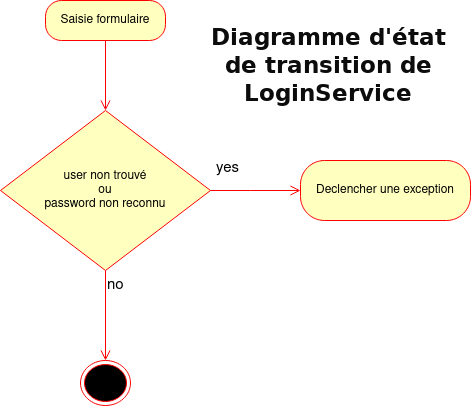 Saisie formulaire
Diagramme d'état
de transition de
LoginService
user non trouvé
ou
password non reconnu
yes
Declencher une exception
no